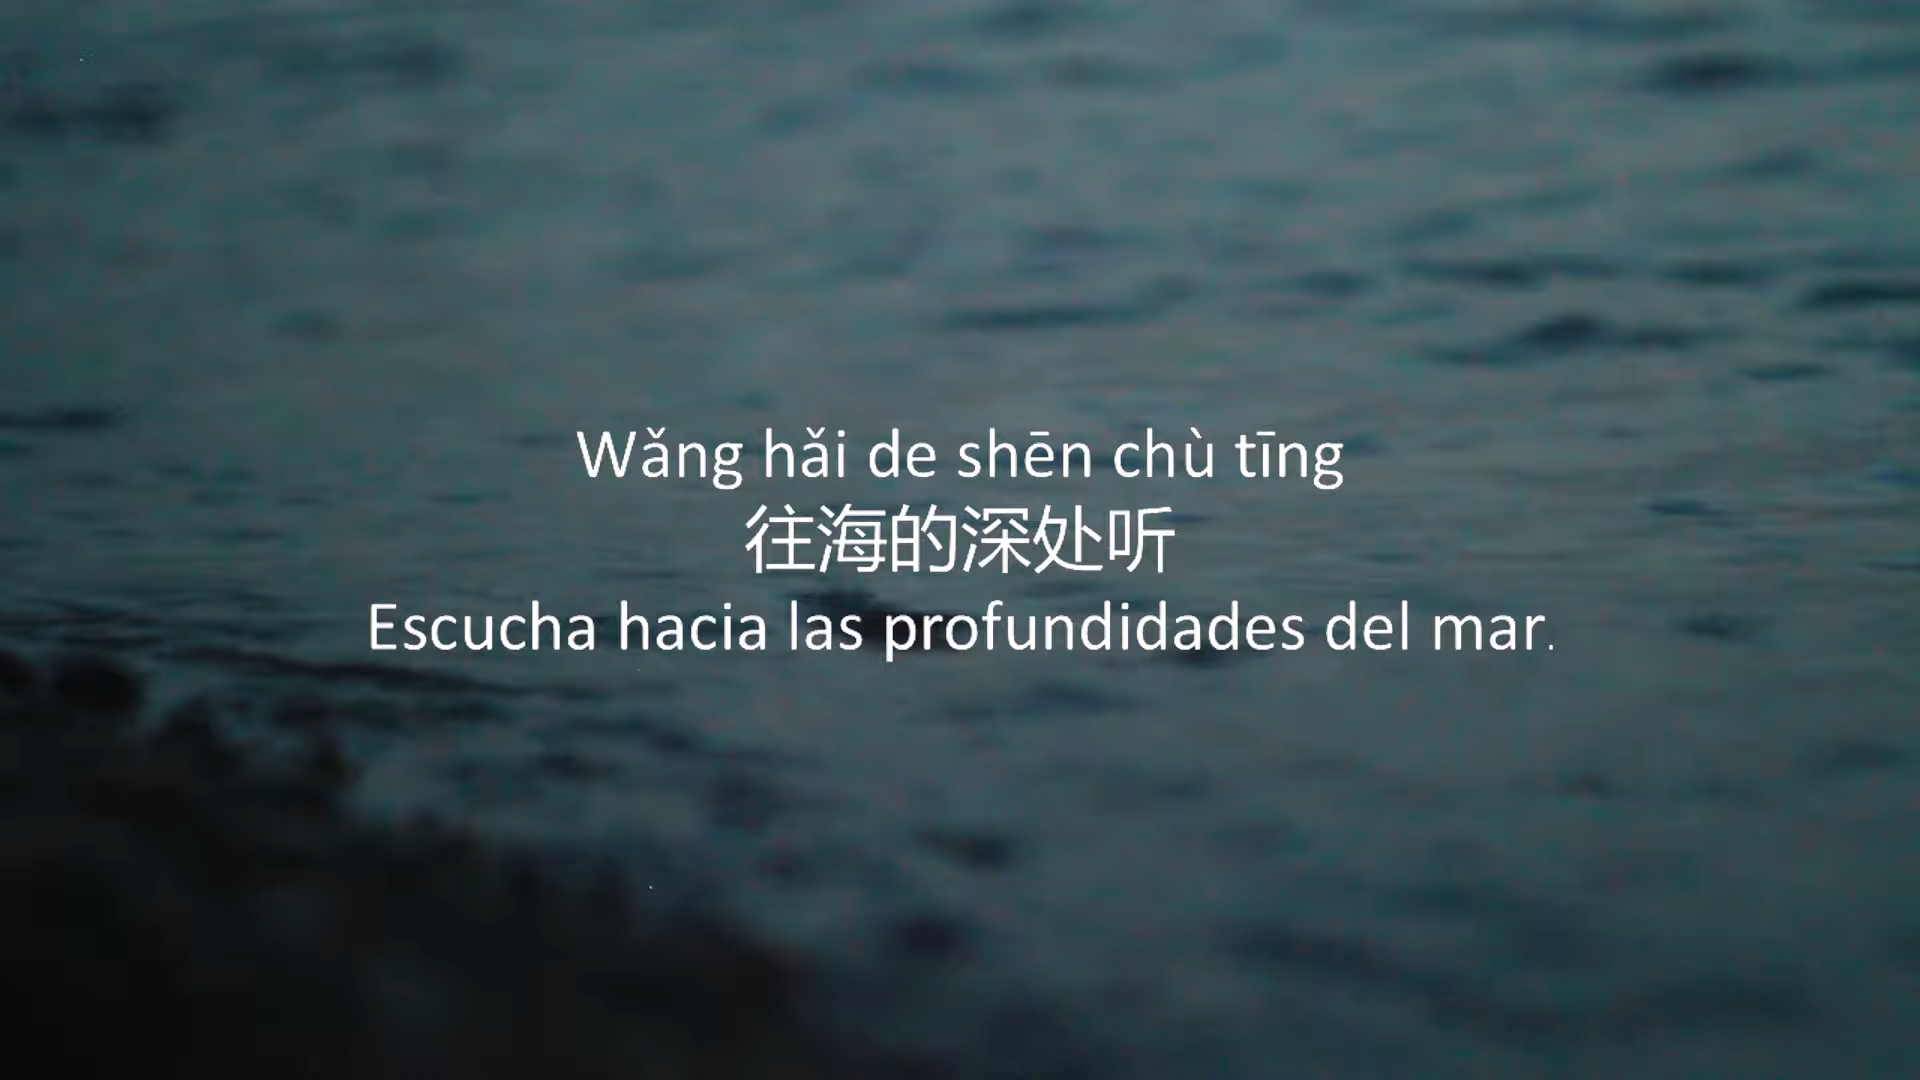 Wǎng hǎi de shēn chù tīng
往海的深处听
Escucha hacia las profundidades del mar.